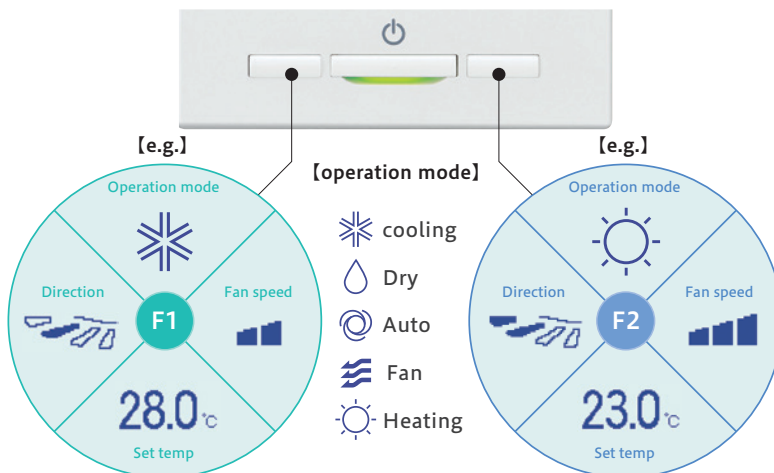 【e.g.】
【e.g.】
【operation mode】
Operation mode
Direction
Fan speed
F1
28.0℃
Set temp
cooling
Dry
Auto
Fan
Heating
Operation mode
Direction
Fan speed
F2
23.0℃
Set temp